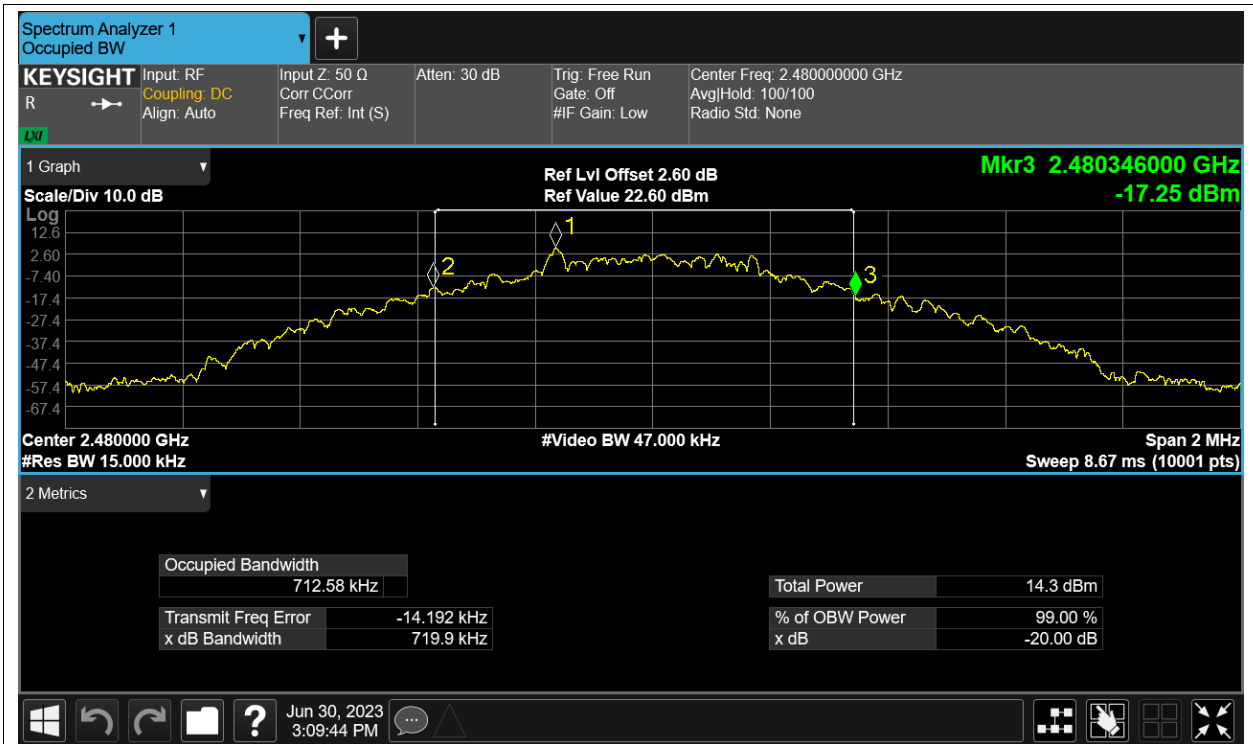 Spectrum Analyzer 1
Occupied BW
KEYSIGHT
R
LXI
Input: RF
Coupling: DC
Align: Auto
Input Z: 50 Ω
Corr CCorr
Freq Ref: Int (S)
Atten: 30 dB
Trig: Free Run
Gate: Off
#IF Gain: Low
Center Freq: 2.480000000 GHz
Avg|Hold: 100/100
Radio Std: None
1 Graph
Scale/Div 10.0 dB
Ref Lvl Offset 2.60 dB
Ref Value 22.60 dBm
Mkr3 2.480346000 GHz
-17.25 dBm
Log
12.6
2.60
-7.40
-17.4
-27.4
-37.4
-47.4
-57.4
-67.4
1
2
3
Center 2.480000 GHz
#Video BW 47.000 kHz
Span 2 MHz
#Res BW 15.000 kHz
Sweep 8.67 ms (10001 pts)
2 Metrics
Occupied Bandwidth
712.58 kHz
Transmit Freq Error -14.192 kHz
x dB Bandwidth 719.9 kHz
Total Power 14.3 dBm
% of OBW Power 99.00 %
x dB -20.00 dB
?
Jun 30, 2023
3:09:44 PM